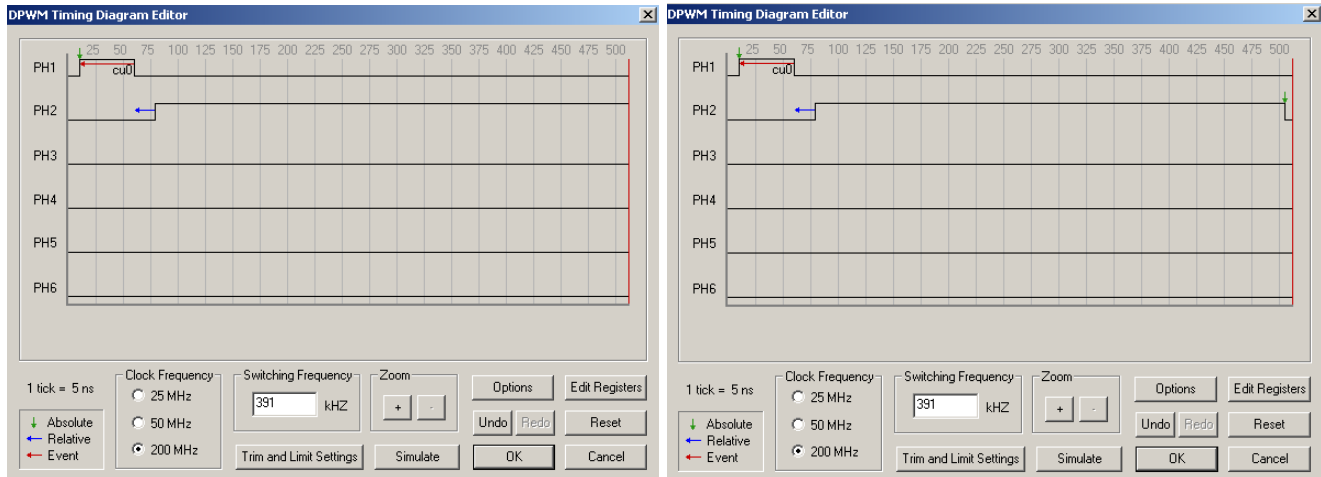 DPWM Timing Diagram Editor
25 50 75 100 125 150 175 200 225 250 275 300 325 350 375 400 425 450 475 500
PH1
cu0
PH2
PH3
PH4
PH5
PH6
1 tick = 5 ns
Absolute
Relative
Event
Clock Frequency
25 MHz
50 MHz
200 MHz
Switching Frequency
391 kHZ
Zoom
+ -
Options
Edit Registers
Undo Redo
Reset
Trim and Limit Settings
Simulate
OK
Cancel
DPWM Timing Diagram Editor
25 50 75 100 125 150 175 200 225 250 275 300 325 350 375 400 425 450 475 500
PH1
cu0
PH2
PH3
PH4
PH5
PH6
1 tick = 5 ns
Absolute
Relative
Event
Clock Frequency
25 MHz
50 MHz
200 MHz
Switching Frequency
391 kHZ
Zoom
+ -
Options
Edit Registers
Undo Redo
Reset
Trim and Limit Settings
Simulate
OK
Cancel